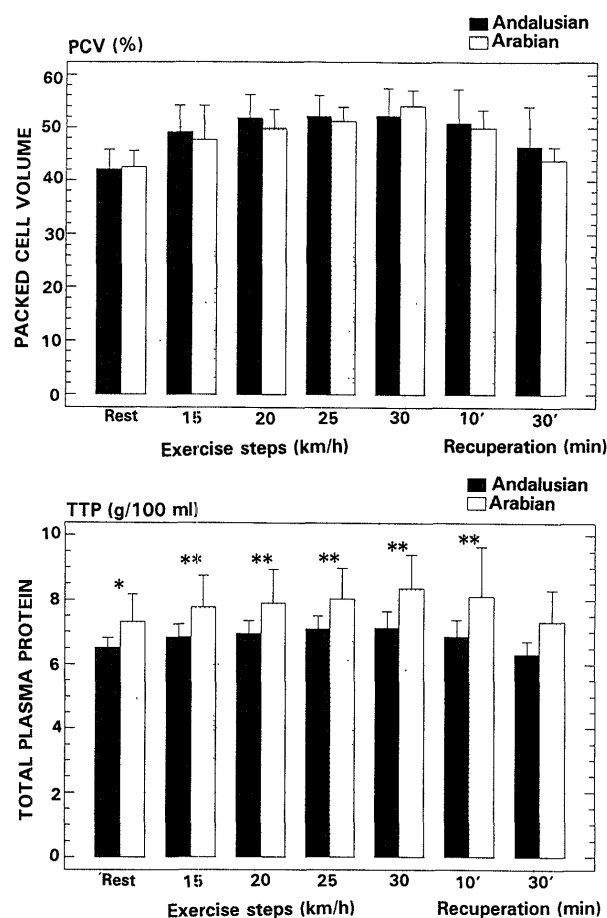 Andalusian
Arabian
PCV (%)
PACKED CELL VOLUME
60
50
40
30
20
10
0
Rest 15 20 25 30 10' 30'
Exercise steps (km/h) Recuperation (min)
Andalusian
Arabian
TTP (g/100 ml)
TOTAL PLASMA PROTEIN
10
8
6
4
2
0
* ** ** ** ** **
Rest 15 20 25 30 10' 30'
Exercise steps (km/h) Recuperation (min)